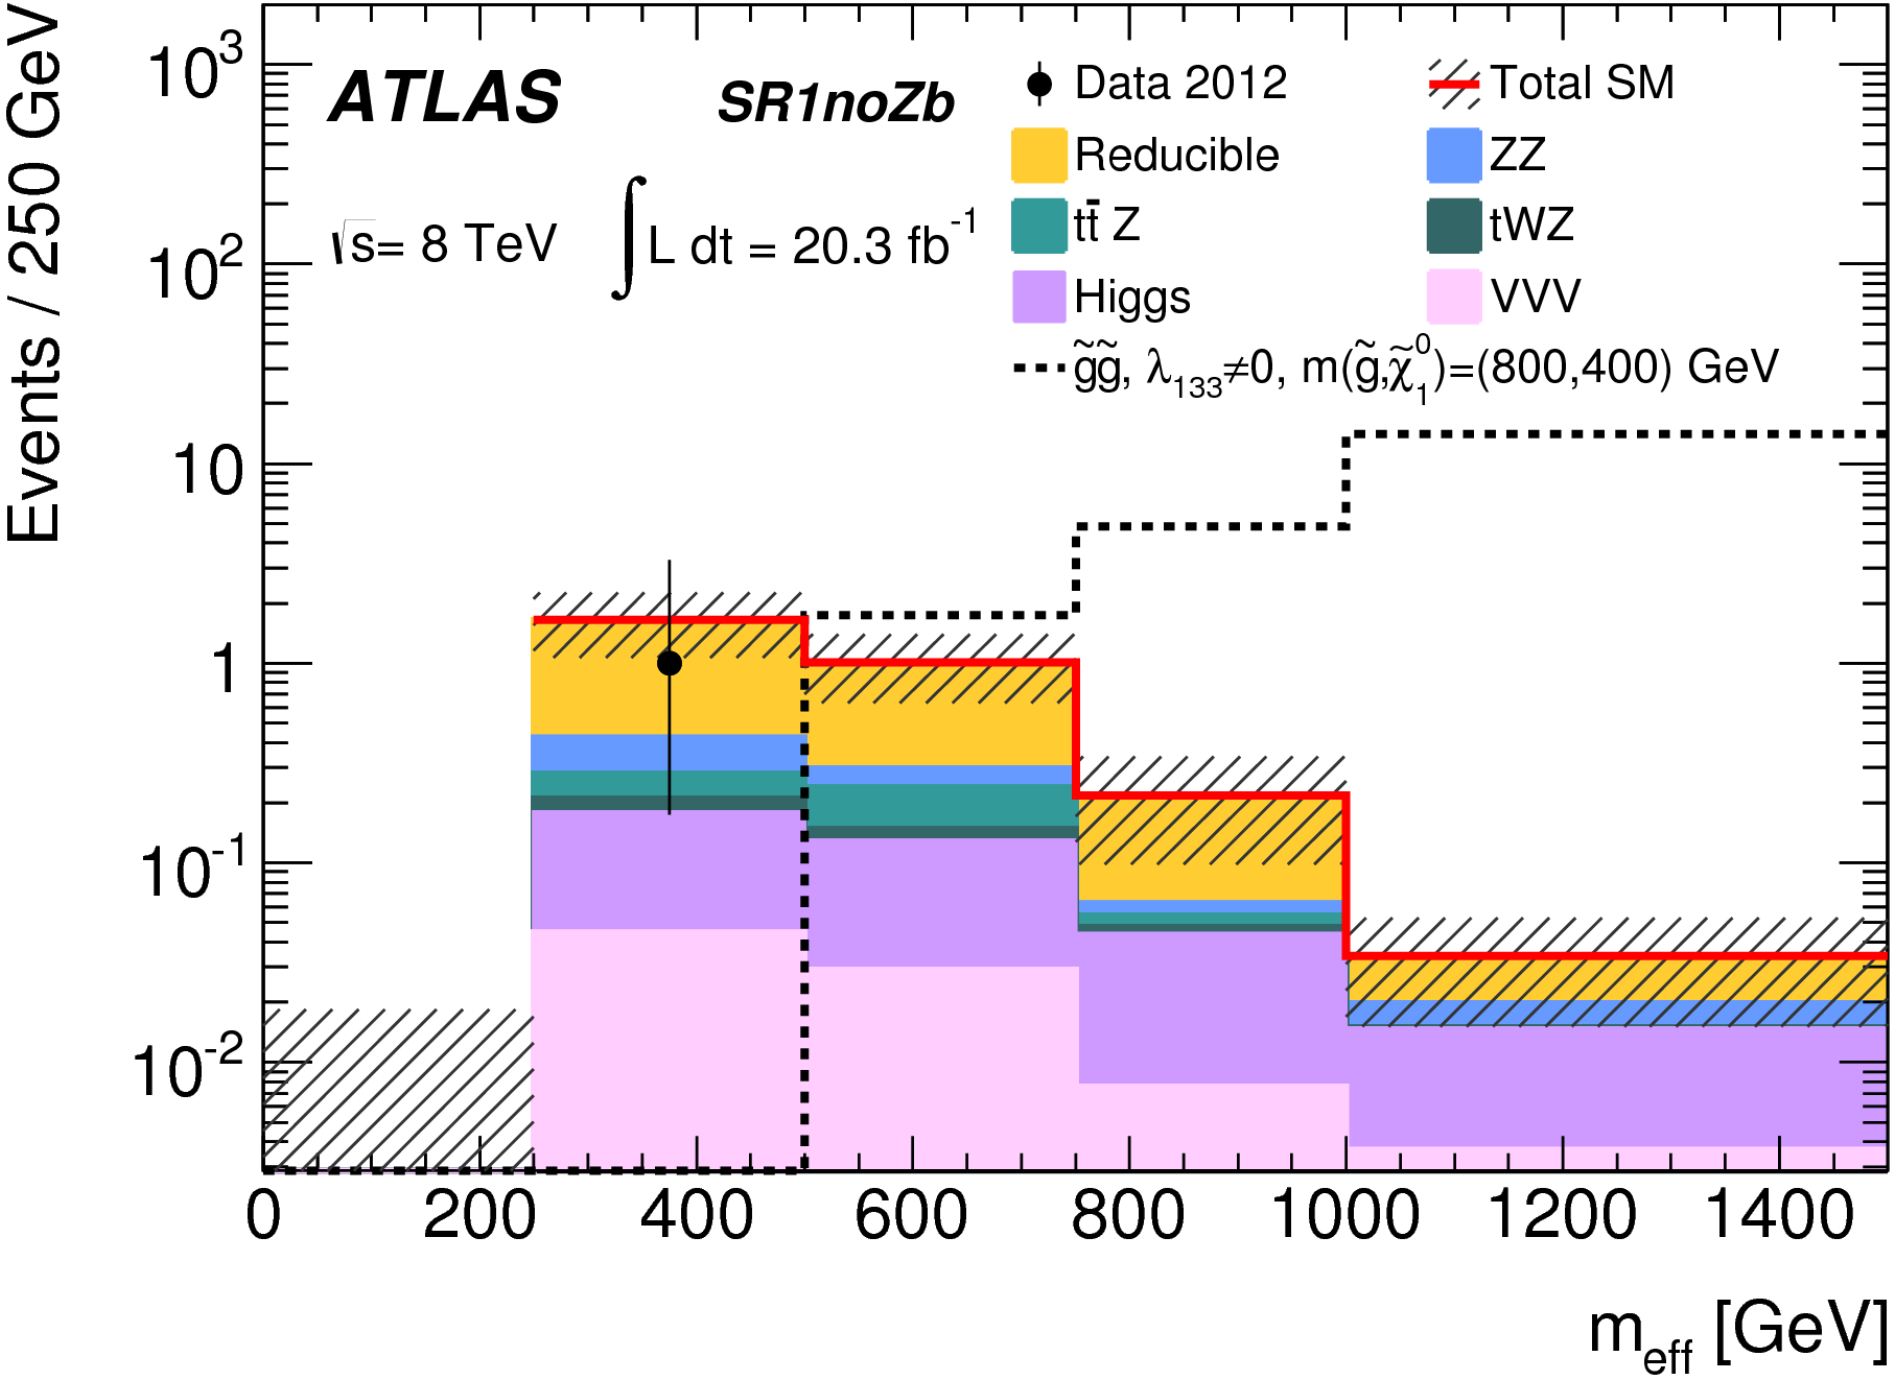 Events / 250 GeV
10³
10²
10
1
10⁻¹
10⁻²
ATLAS SR1noZb
√s= 8 TeV ∫L dt = 20.3 fb⁻¹
Data 2012 Total SM
Reducible ZZ
tt̄ Z tWZ
Higgs VVV
g̃g̃, λ₁₃₃≠0, m(g̃,χ̃₁⁰)=(800,400) GeV
0 200 400 600 800 1000 1200 1400
m_eff [GeV]